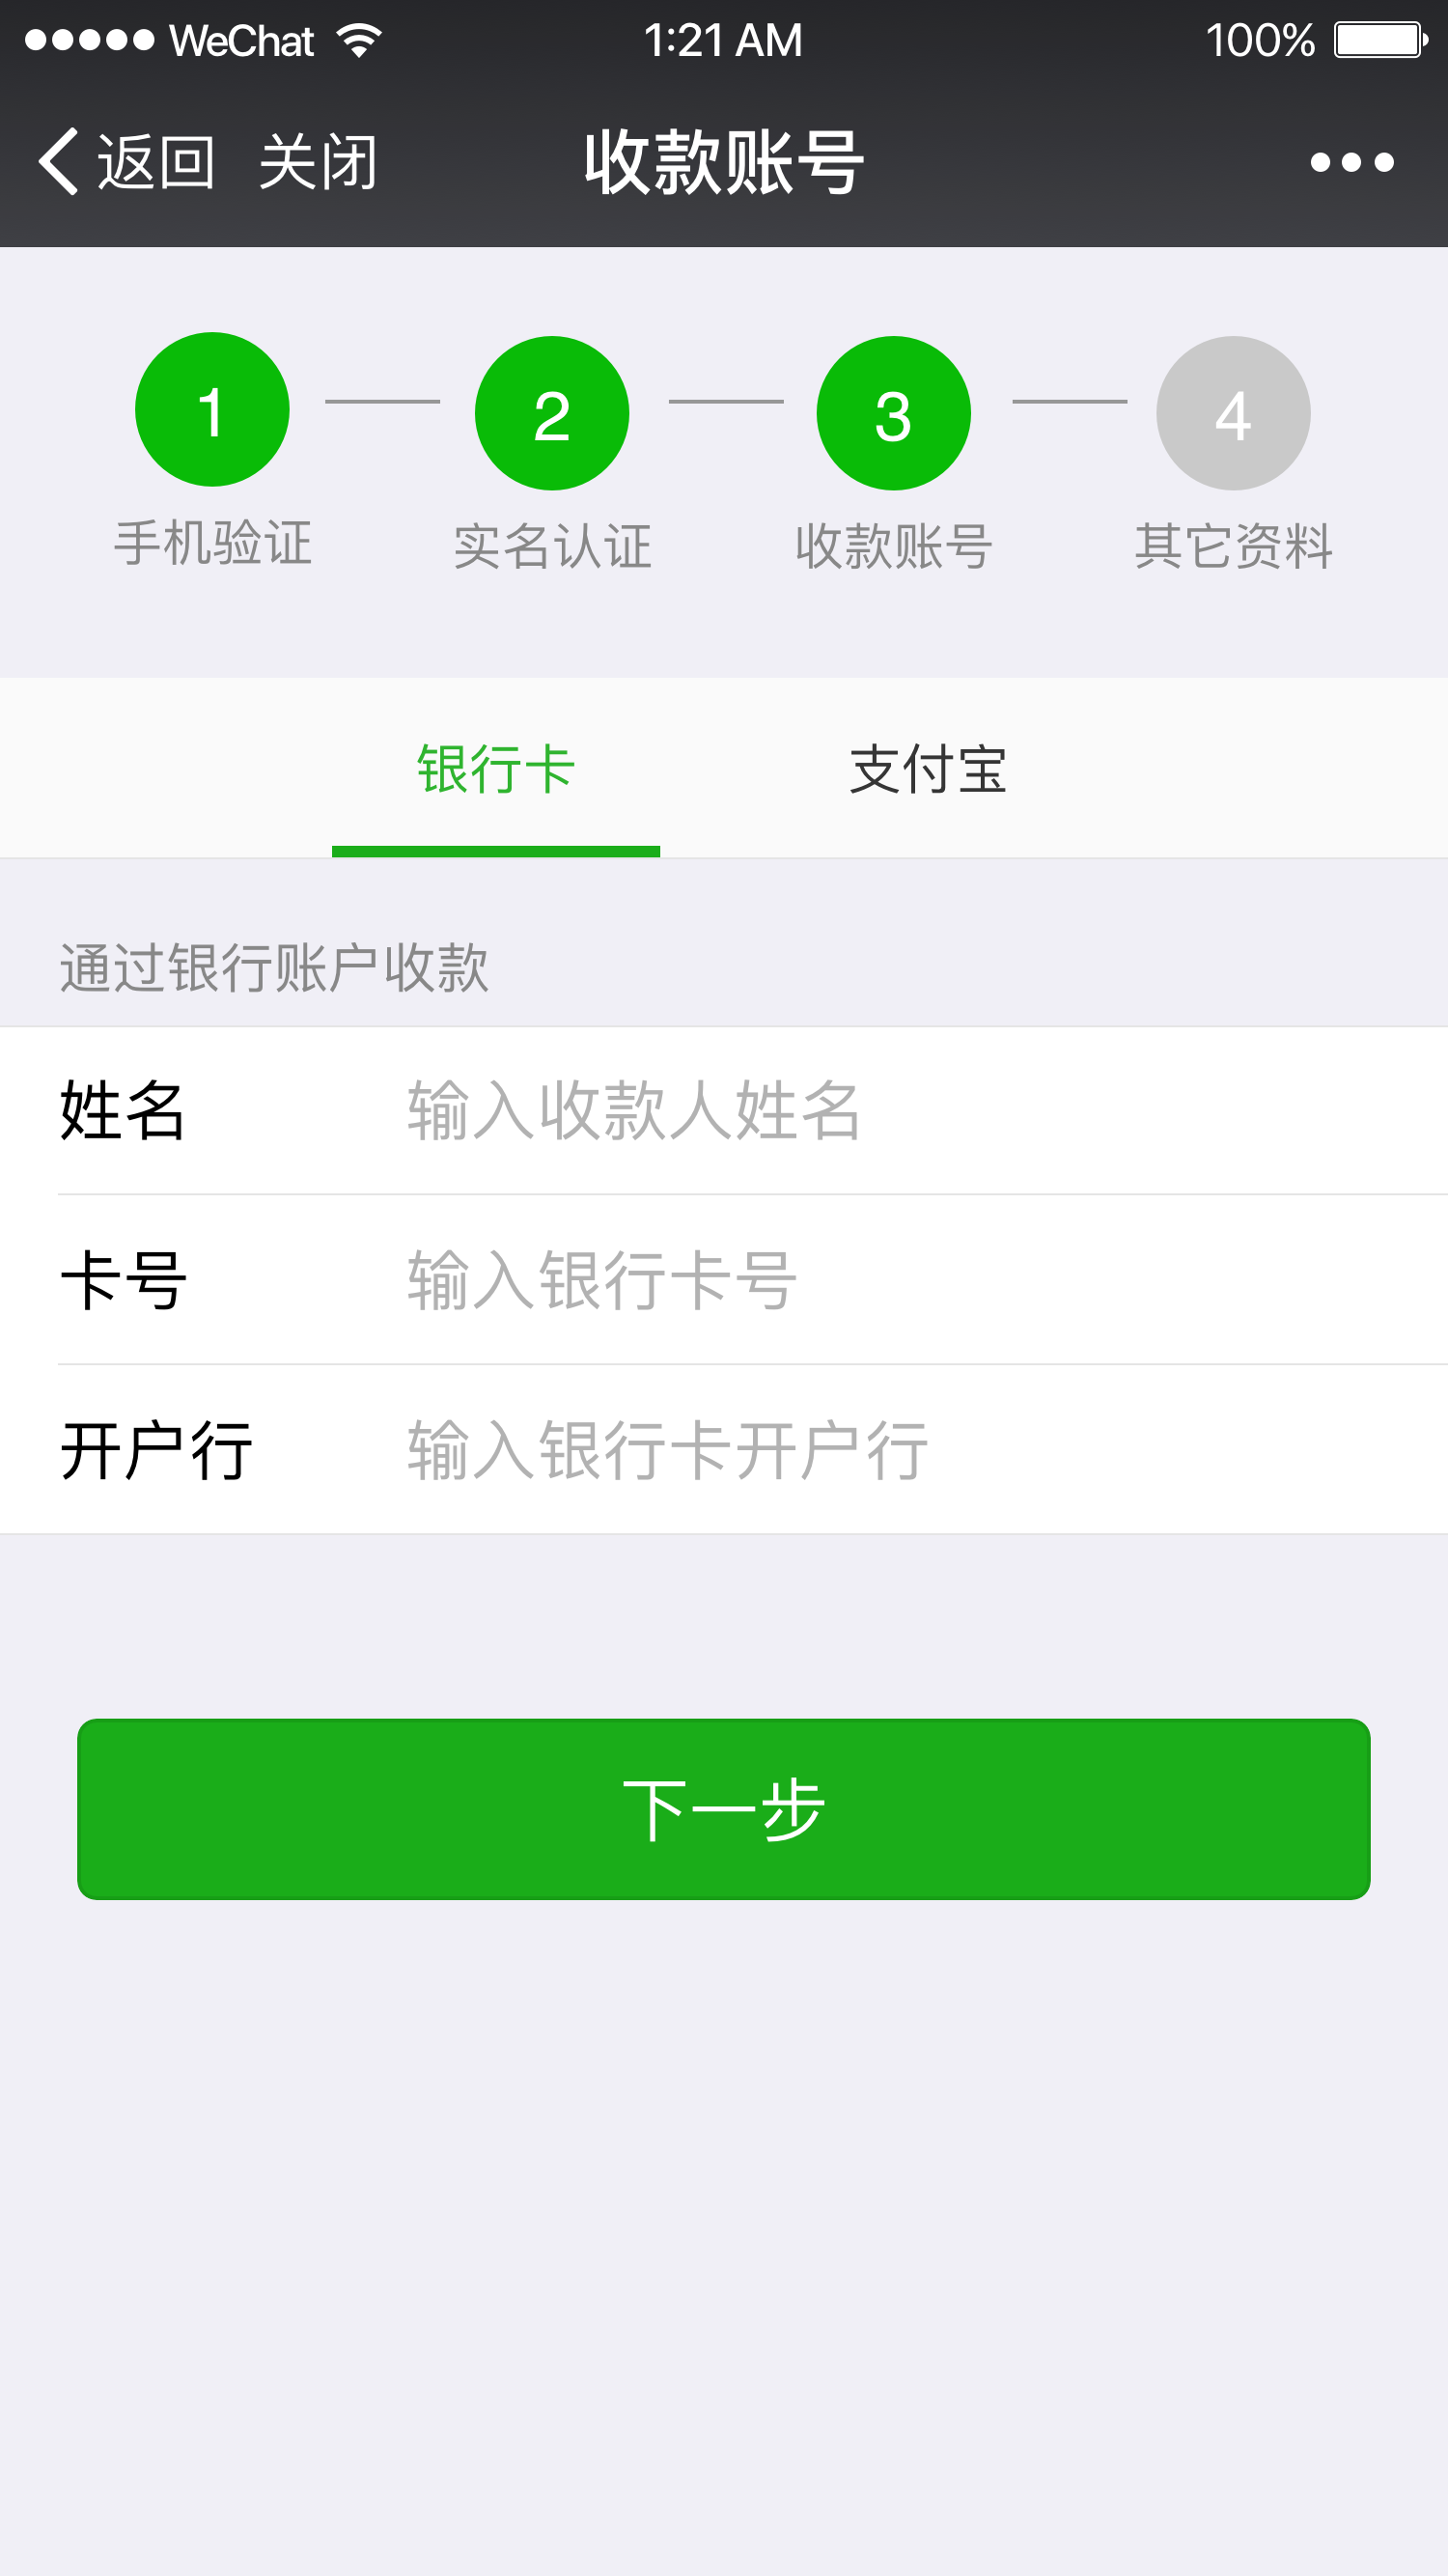 WeChat 1:21 AM 100%
返回 关闭 收款账号
1 2 3 4
手机验证 实名认证 收款账号 其它资料
银行卡 支付宝
通过银行账户收款
姓名 输入收款人姓名
卡号 输入银行卡号
开户行 输入银行卡开户行
下一步